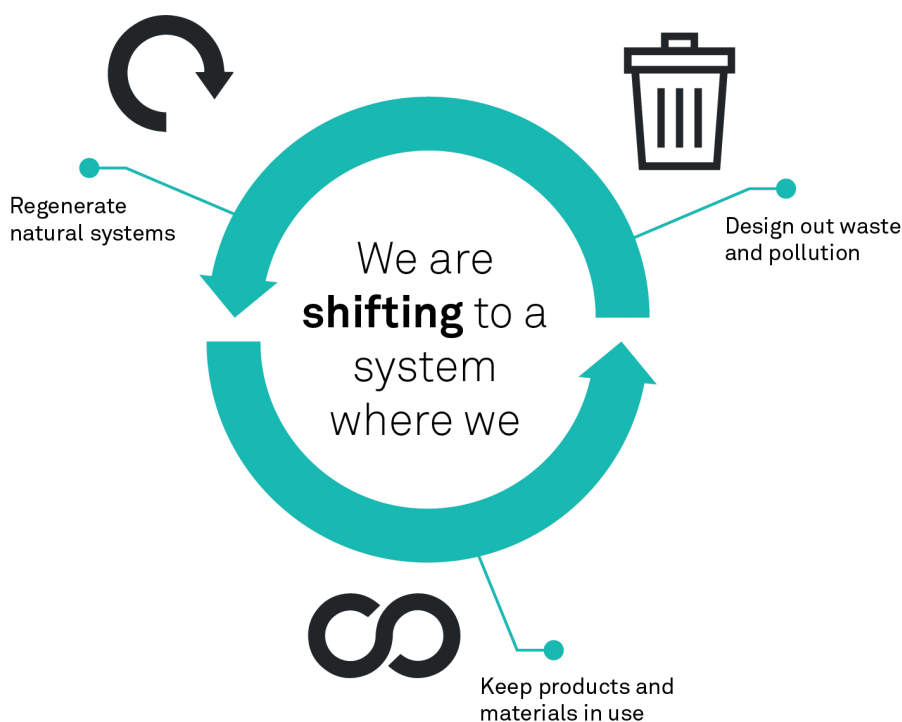 Regenerate
natural systems
Design out waste
and pollution
We are
shifting to a
system
where we
Keep products and
materials in use